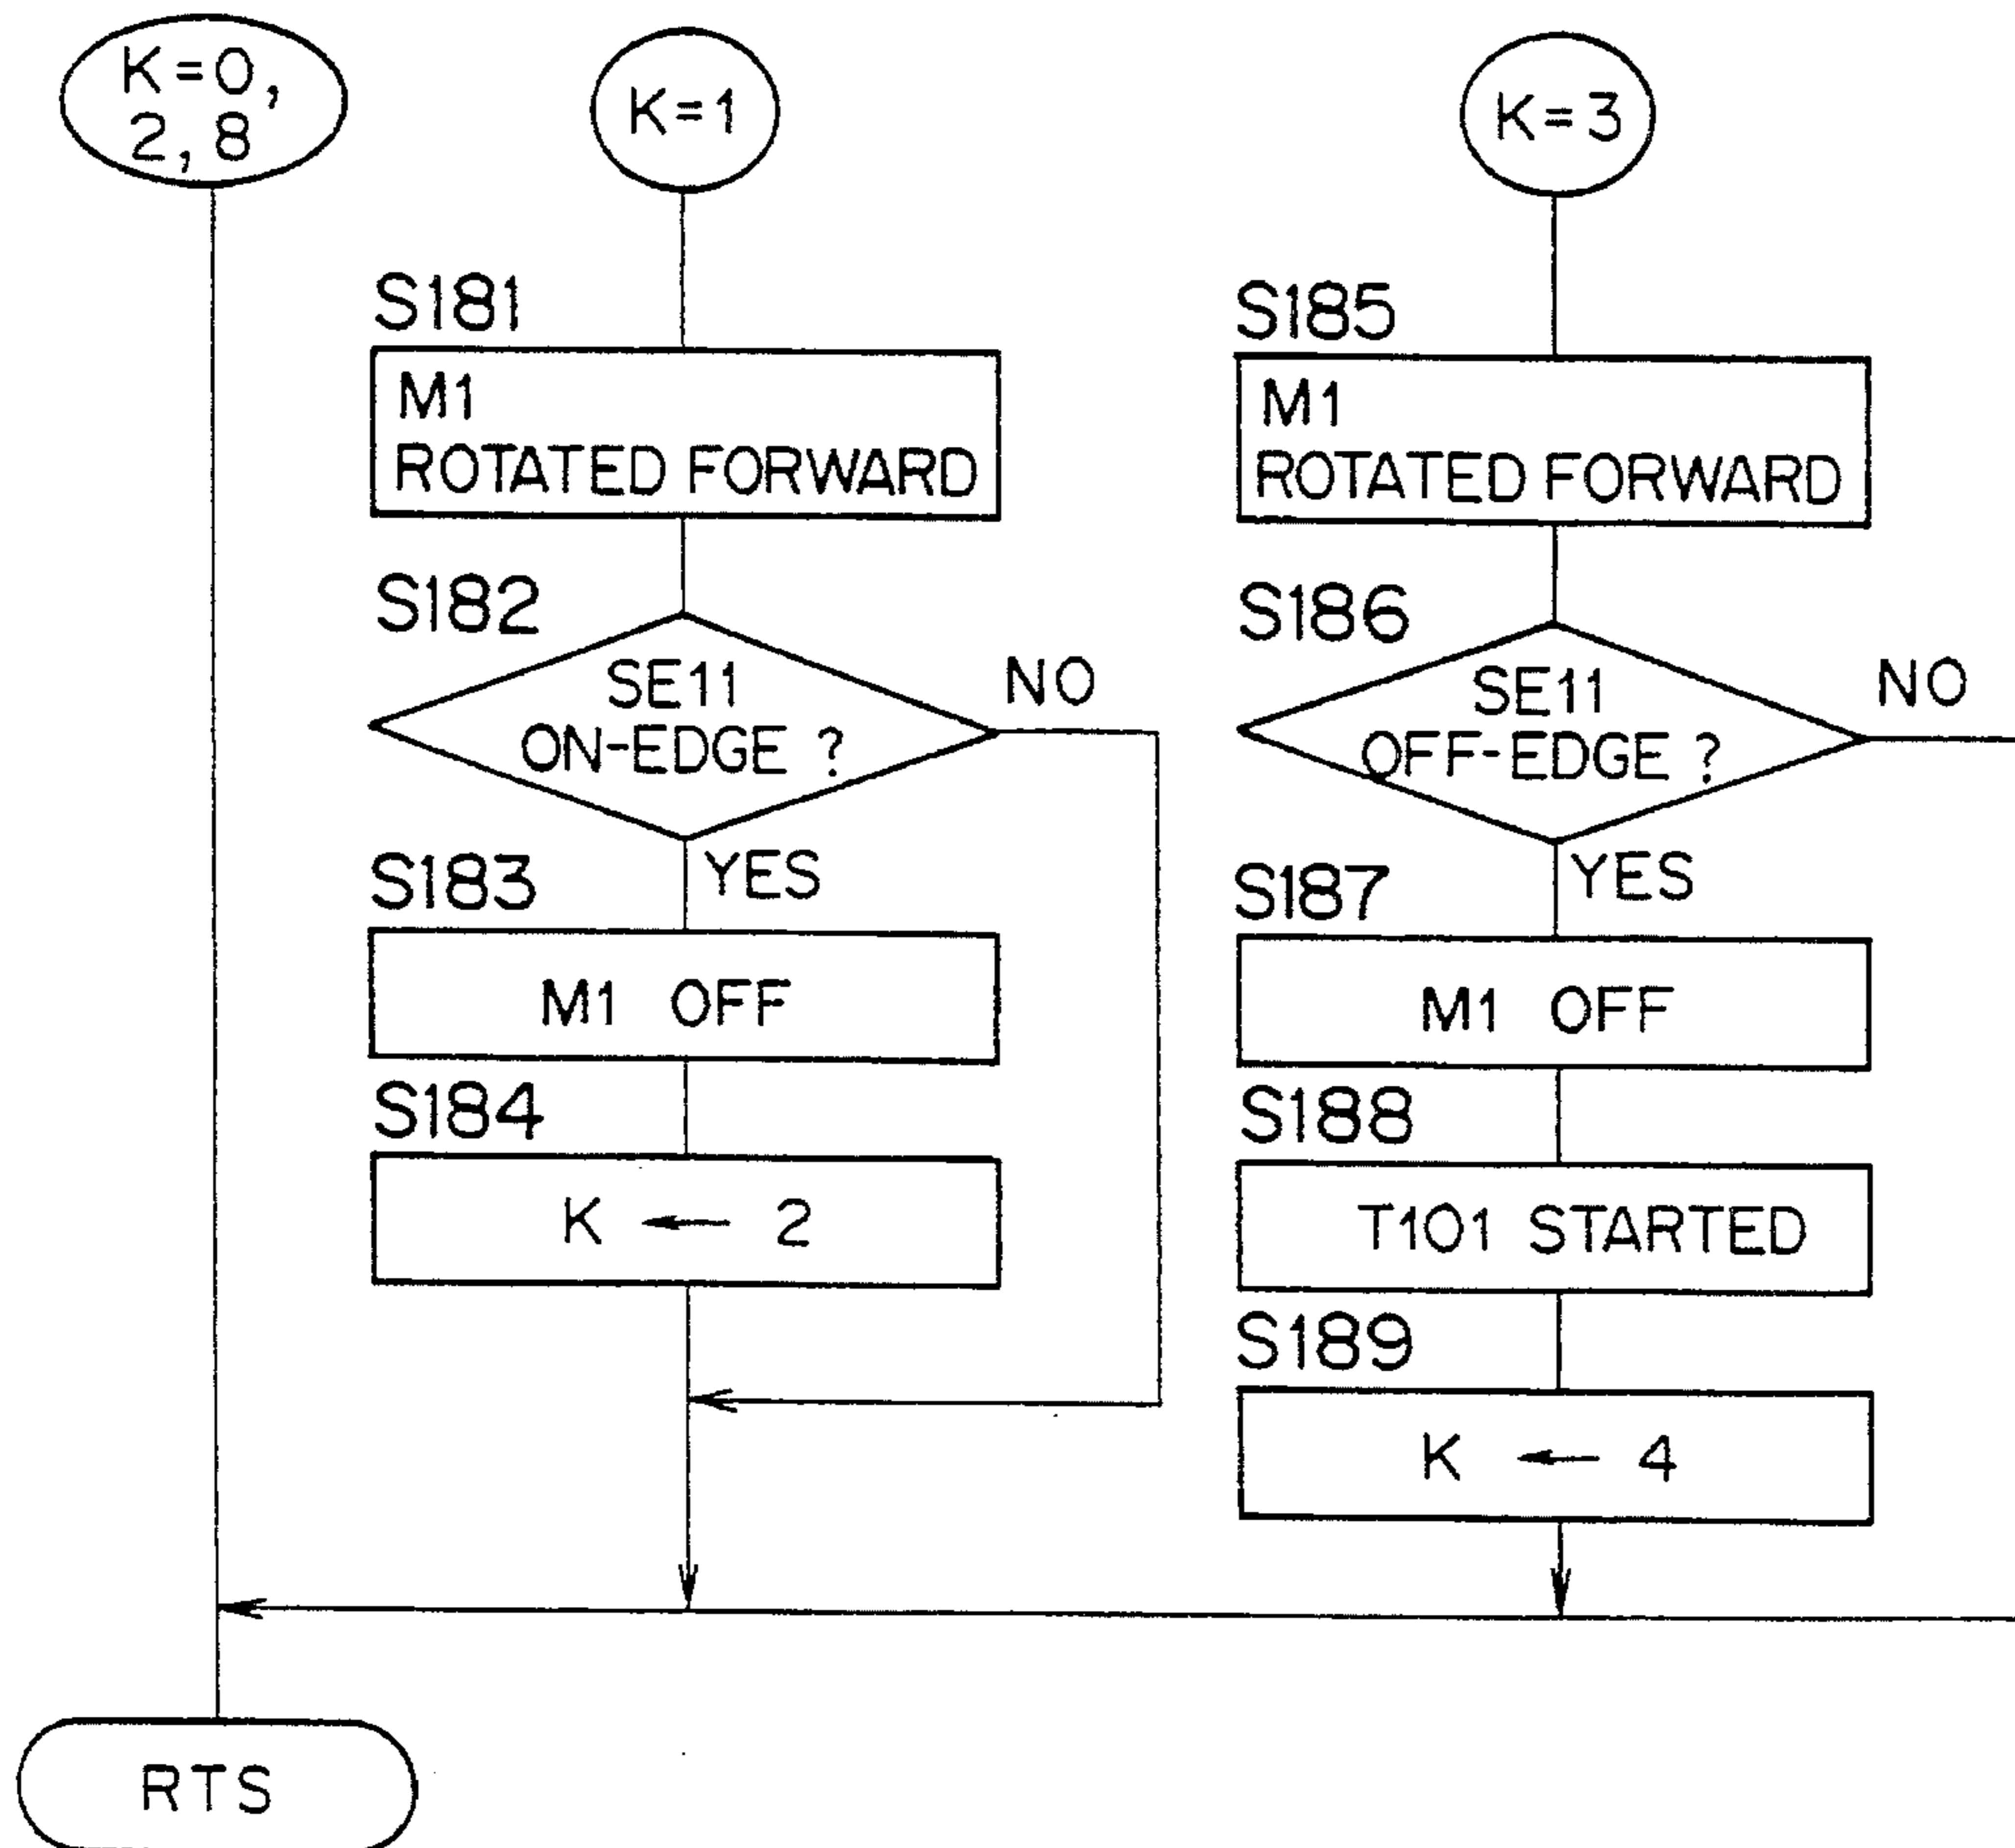 K=0,
2,8
K=1
S181
M1
ROTATED FORWARD
S182
SE11
ON-EDGE ?
NO
YES
S183
M1 OFF
S184
K ← 2
K=3
S185
M1
ROTATED FORWARD
S186
SE11
OFF-EDGE ?
NO
YES
S187
M1 OFF
S188
T101 STARTED
S189
K ← 4
RTS